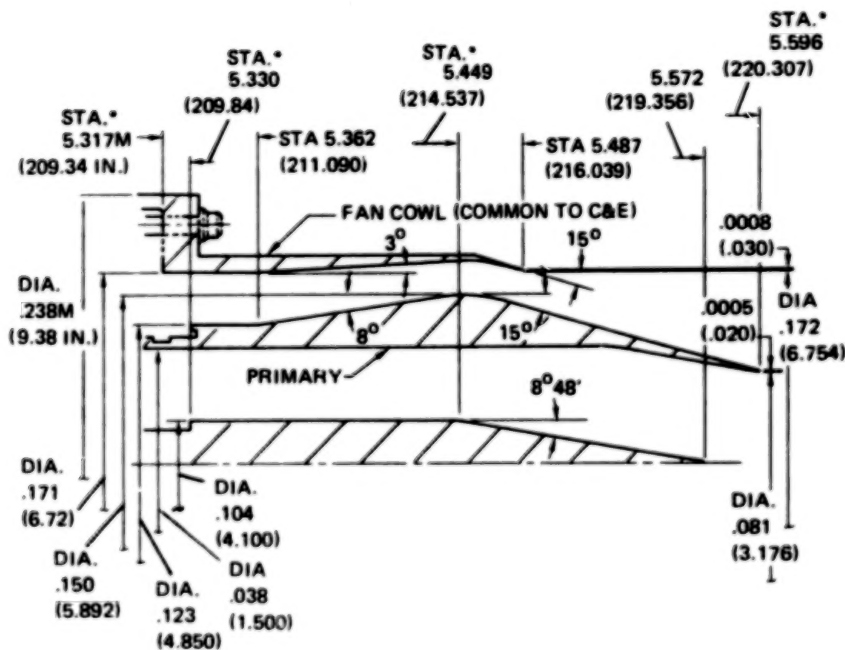 STA.*
5.596
(220.307)
STA.*
5.449
(214.537)
STA.*
5.330
(209.84)
5.572
(219.356)
STA.*
5.317M
(209.34 IN.)
STA 5.362
(211.090)
STA 5.487
(216.039)
FAN COWL (COMMON TO C&E)
3°
15°
.0008
(.030)
DIA.
.238M
(9.38 IN.)
8°
15°
.0005
(.020)
DIA
.172
(6.754)
PRIMARY
8°48'
DIA.
.171
(6.72)
DIA.
.104
(4.100)
DIA.
.081
(3.176)
DIA.
.150
(5.892)
DIA.
.123
(4.850)
DIA
.038
(1.500)